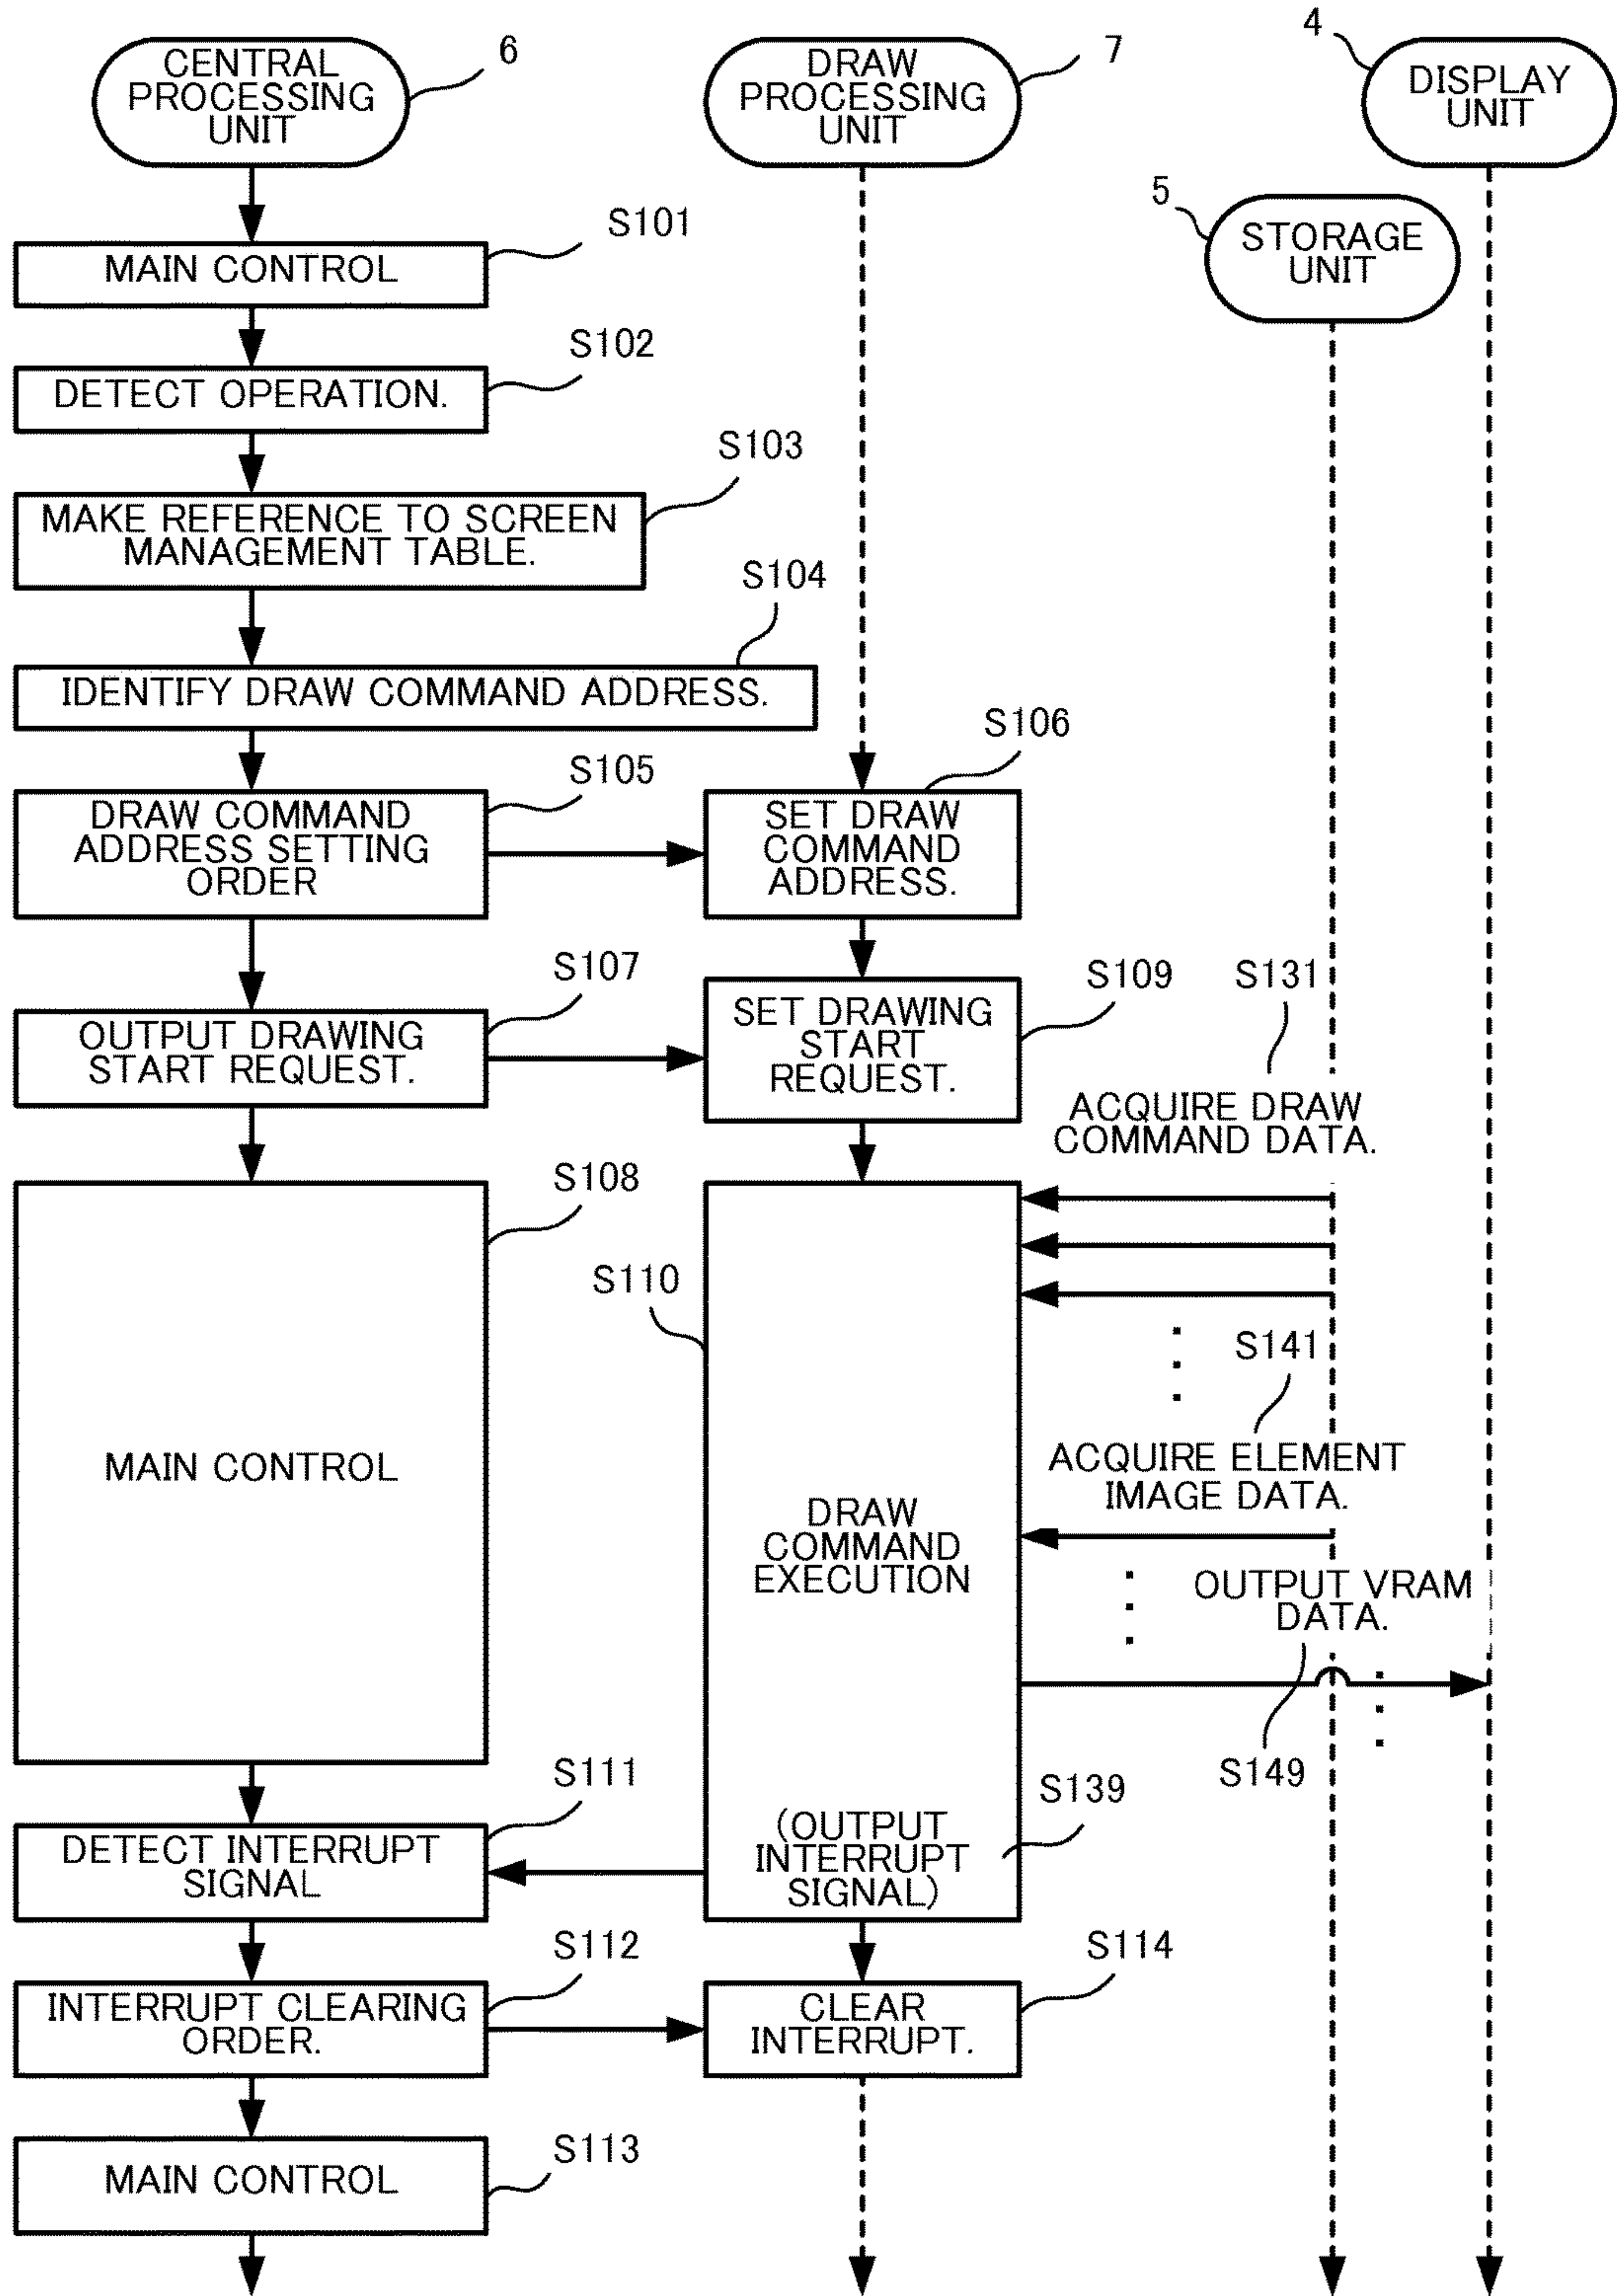 CENTRAL
PROCESSING
UNIT
6
DRAW
PROCESSING
UNIT
7
4
DISPLAY
UNIT
5
STORAGE
UNIT
S101
MAIN CONTROL
S102
DETECT OPERATION.
S103
MAKE REFERENCE TO SCREEN
MANAGEMENT TABLE.
S104
IDENTIFY DRAW COMMAND ADDRESS.
S105
DRAW COMMAND
ADDRESS SETTING
ORDER
S106
SET DRAW
COMMAND
ADDRESS.
S107
OUTPUT DRAWING
START REQUEST.
S109
SET DRAWING
START
REQUEST.
S131
ACQUIRE DRAW
COMMAND DATA.
S108
MAIN CONTROL
S110
DRAW
COMMAND
EXECUTION
S141
ACQUIRE ELEMENT
IMAGE DATA.
OUTPUT VRAM
DATA.
S149
S139
(OUTPUT
INTERRUPT
SIGNAL)
S111
DETECT INTERRUPT
SIGNAL
S112
INTERRUPT CLEARING
ORDER.
S114
CLEAR
INTERRUPT.
S113
MAIN CONTROL